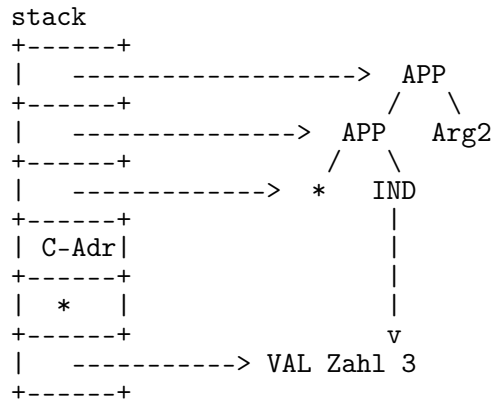 stack
+------+
|   -------------------> APP
+------+                / \
|   ---------------> APP   Arg2
+------+            / \
|   -------------> *   IND
+------+               |
| C-Adr|               |
+------+               |
|  *   |               |
+------+               v
|   -----------> VAL Zahl 3
+------+